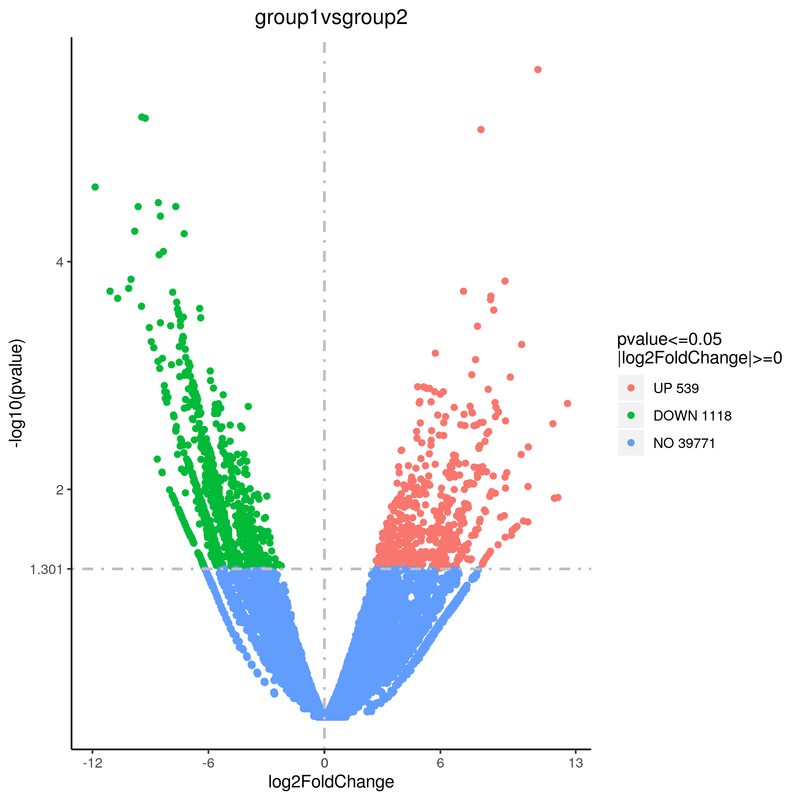 group1vsgroup2
-log10(pvalue)
4
2
1.301
-12
-6
0
6
13
log2FoldChange
pvalue<=0.05
|log2FoldChange|>=0
UP 539
DOWN 1118
NO 39771